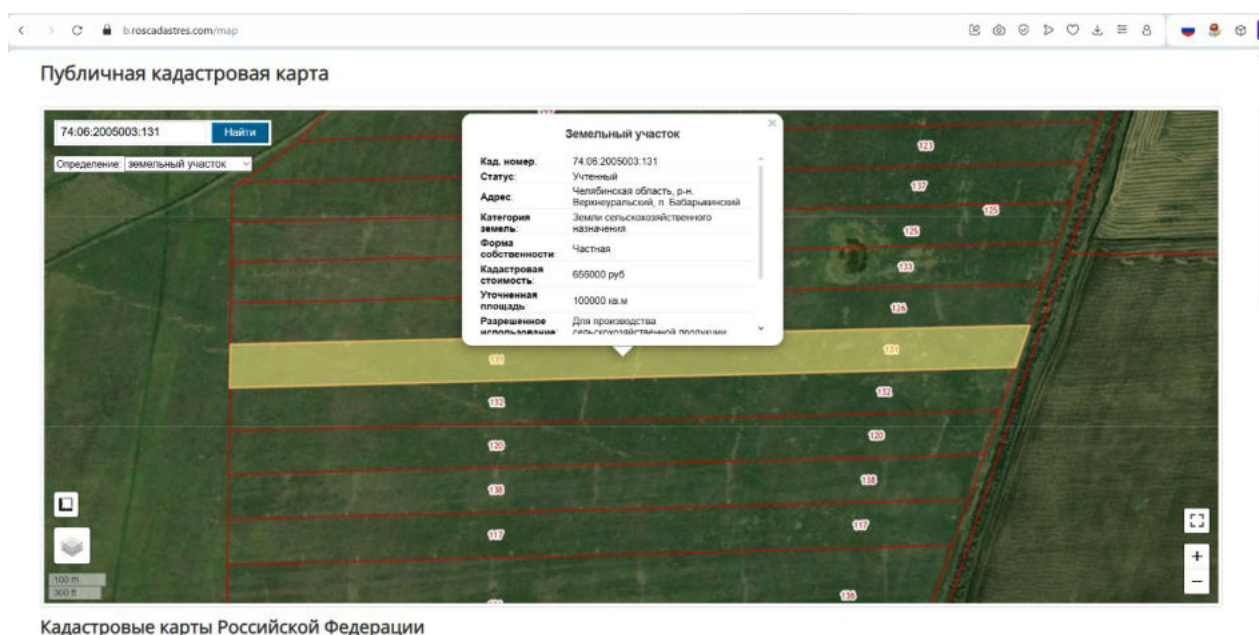 b.roscadastres.com/map
Публичная кадастровая карта
74:06:2005003:131
Найти
Определение: земельный участок
Земельный участок
Кад. номер: 74:06:2005003:131
Статус: Учтенный
Адрес: Челябинская область, р-н.
Верхнеуральский, п. Бабарыкинский
Категория земель: Земли сельскохозяйственного
назначения
Форма собственности: Частная
Кадастровая стоимость: 656000 руб
Уточненная площадь: 100000 кв.м
Разрешенное использование: Для производства
сельскохозяйственной продукции
123
137
135
125
133
126
131
131
132
132
120
120
138
138
117
117
136
100 m
300 ft
+
−
Кадастровые карты Российской Федерации